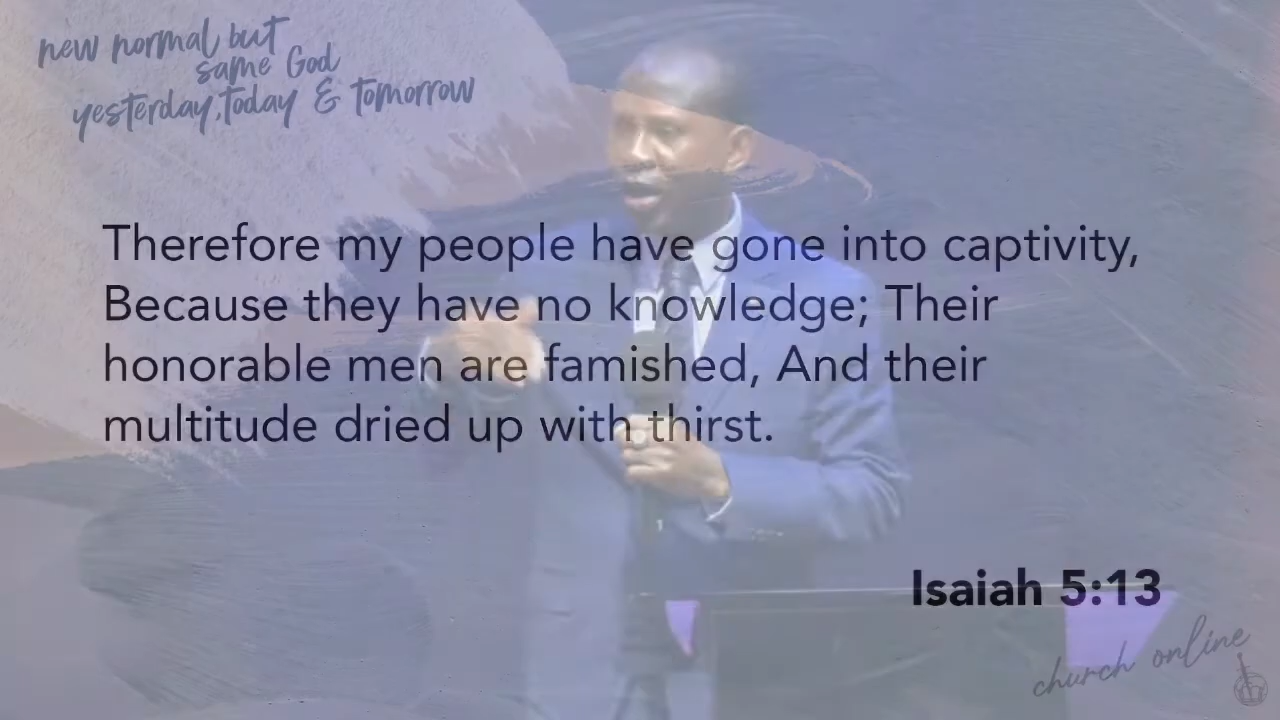 new normal but
same God
yesterday, today & tomorrow
Therefore my people have gone into captivity,
Because they have no knowledge; Their
honorable men are famished, And their
multitude dried up with thirst.
Isaiah 5:13
church online